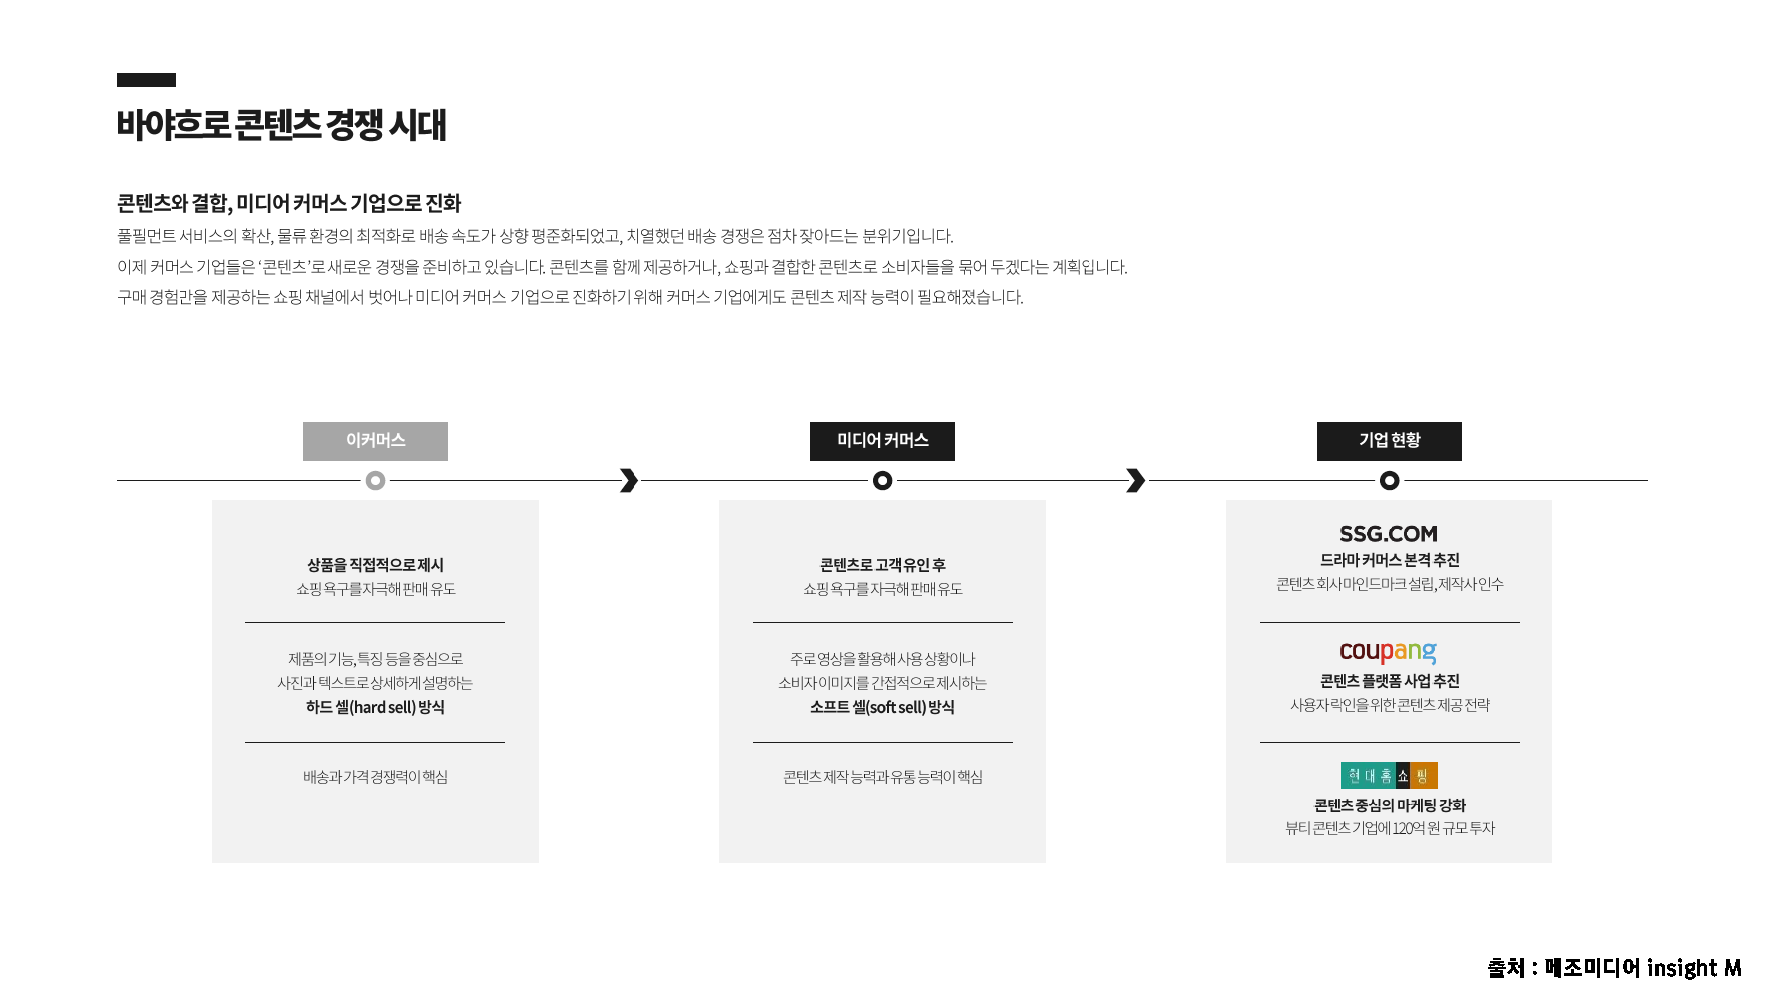 바야흐로 콘텐츠 경쟁 시대
콘텐츠와 결합, 미디어 커머스 기업으로 진화
풀필먼트 서비스의 확산, 물류 환경의 최적화로 배송 속도가 상향 평준화되었고, 치열했던 배송 경쟁은 점차 잦아드는 분위기입니다.
이제 커머스 기업들은 ‘콘텐츠’로 새로운 경쟁을 준비하고 있습니다. 콘텐츠를 함께 제공하거나, 쇼핑과 결합한 콘텐츠로 소비자들을 묶어 두겠다는 계획입니다.
구매 경험만을 제공하는 쇼핑 채널에서 벗어나 미디어 커머스 기업으로 진화하기 위해 커머스 기업에게도 콘텐츠 제작 능력이 필요해졌습니다.
이커머스
상품을 직접적으로 제시
쇼핑 욕구를 자극해 판매 유도
제품의 기능, 특징 등을 중심으로
사진과 텍스트로 상세하게 설명하는
하드 셀(hard sell) 방식
배송과 가격 경쟁력이 핵심
미디어 커머스
콘텐츠로 고객 유인 후
쇼핑 욕구를 자극해 판매 유도
주로 영상을 활용해 사용 상황이나
소비자 이미지를 간접적으로 제시하는
소프트 셀(soft sell) 방식
콘텐츠 제작 능력과 유통 능력이 핵심
기업 현황
SSG.COM
드라마 커머스 본격 추진
콘텐츠 회사 마인드마크 설립, 제작사 인수
coupang
콘텐츠 플랫폼 사업 추진
사용자 락인을 위한 콘텐츠 제공 전략
현대홈쇼핑
콘텐츠 중심의 마케팅 강화
뷰티 콘텐츠 기업에 120억 원 규모 투자
출처 : 메조미디어 insight M